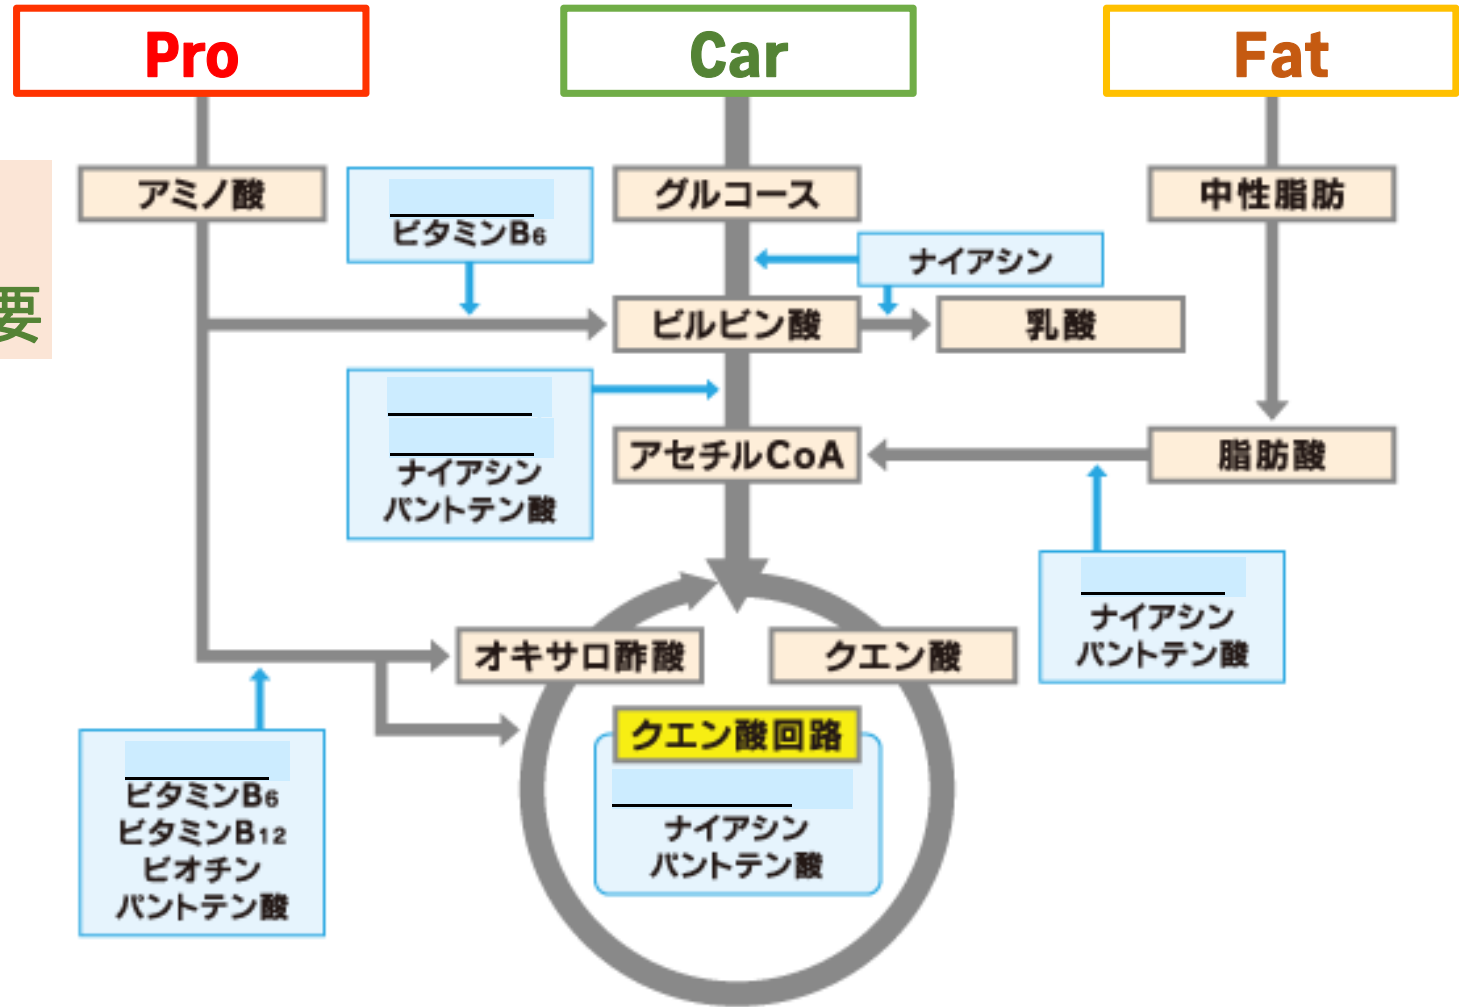 Pro
Car
Fat
アミノ酸
グルコース
中性脂肪
ビタミンB6
ナイアシン
要
ピルビン酸
乳酸
ナイアシン
パントテン酸
アセチルCoA
脂肪酸
ナイアシン
パントテン酸
オキサロ酢酸
クエン酸
クエン酸回路
ナイアシン
パントテン酸
ビタミンB6
ビタミンB12
ビオチン
パントテン酸